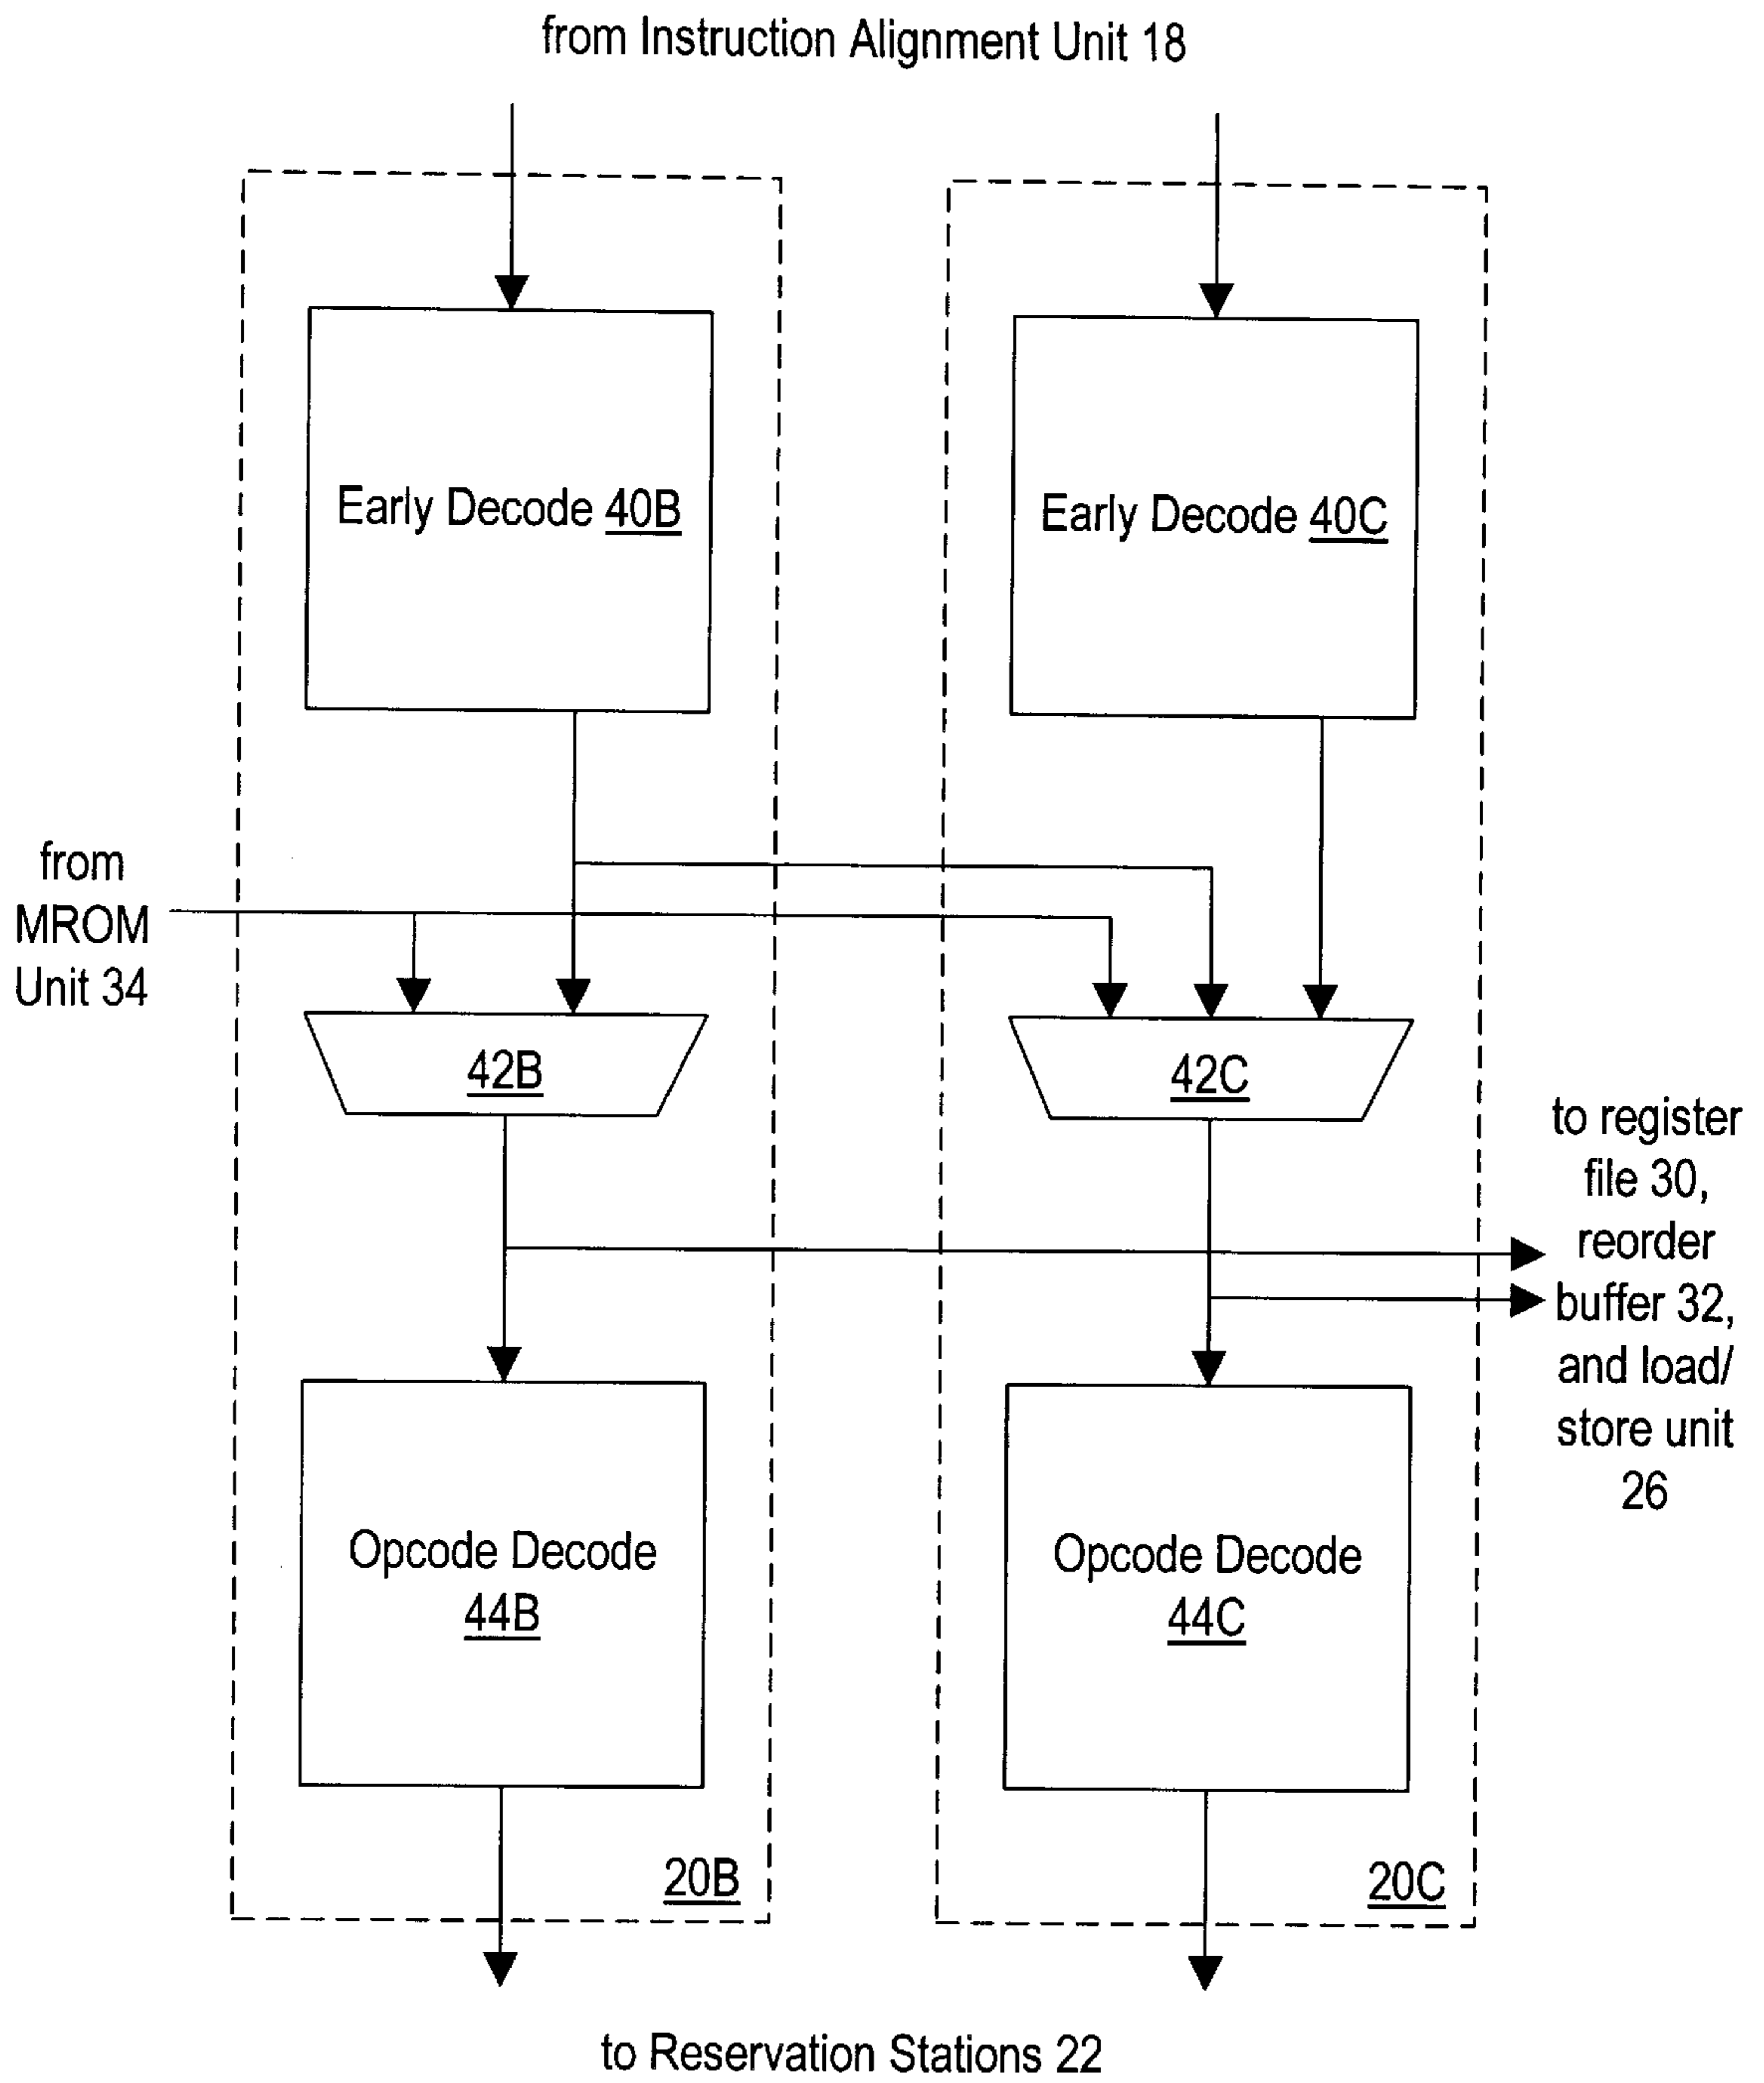 from Instruction Alignment Unit 18
Early Decode 40B
Early Decode 40C
from
MROM
Unit 34
42B
42C
to register
file 30,
reorder
buffer 32,
and load/
store unit
26
Opcode Decode
44B
Opcode Decode
44C
20B
20C
to Reservation Stations 22